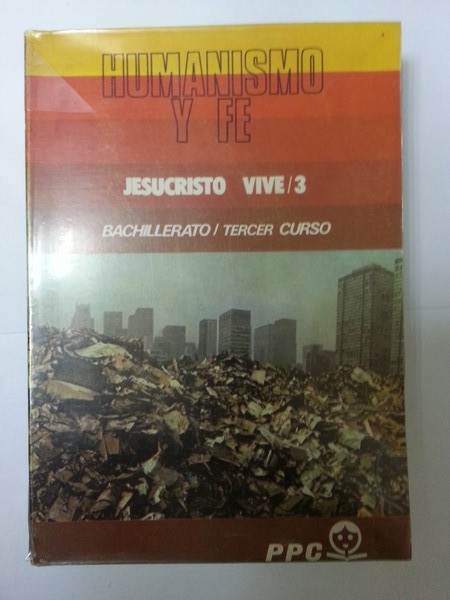 HUMANISMO
Y FE
JESUCRISTO VIVE/3
BACHILLERATO/ TERCER CURSO
PPC